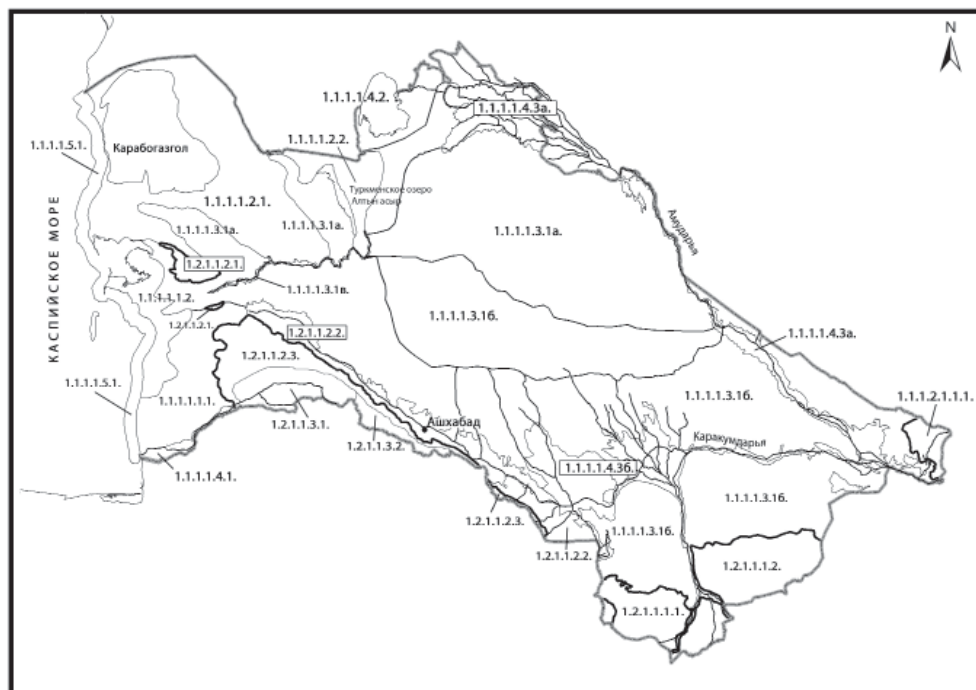 N
1.1.1.1.4.2.
1.1.1.1.4.3а.
1.1.1.1.2.2.
1.1.1.1.5.1.
Карабогазгол
Туркменское озеро
Алтын асыр
1.1.1.1.2.1.
1.1.1.1.3.1а.
1.1.1.1.3.1а.
1.1.1.1.3.1а.
Амударья
КАСПИЙСКОЕ МОРЕ
1.2.1.1.2.1.
1.1.1.1.1.2.
1.1.1.1.3.1в.
1.1.1.1.3.1б.
1.2.1.1.2.1.
1.2.1.1.2.2.
1.1.1.1.4.3а.
1.2.1.1.2.3.
1.1.1.1.5.1.
1.1.1.1.1.1.
1.1.1.1.3.1б.
1.1.1.2.1.1.1.
1.2.1.1.3.1.
Ашхабад
1.2.1.1.3.2.
Каракумдарья
1.1.1.1.4.1.
1.1.1.1.4.3б.
1.1.1.1.3.1б.
1.2.1.1.2.3.
1.1.1.1.3.1б.
1.2.1.1.2.2.
1.2.1.1.1.2.
1.2.1.1.1.1.